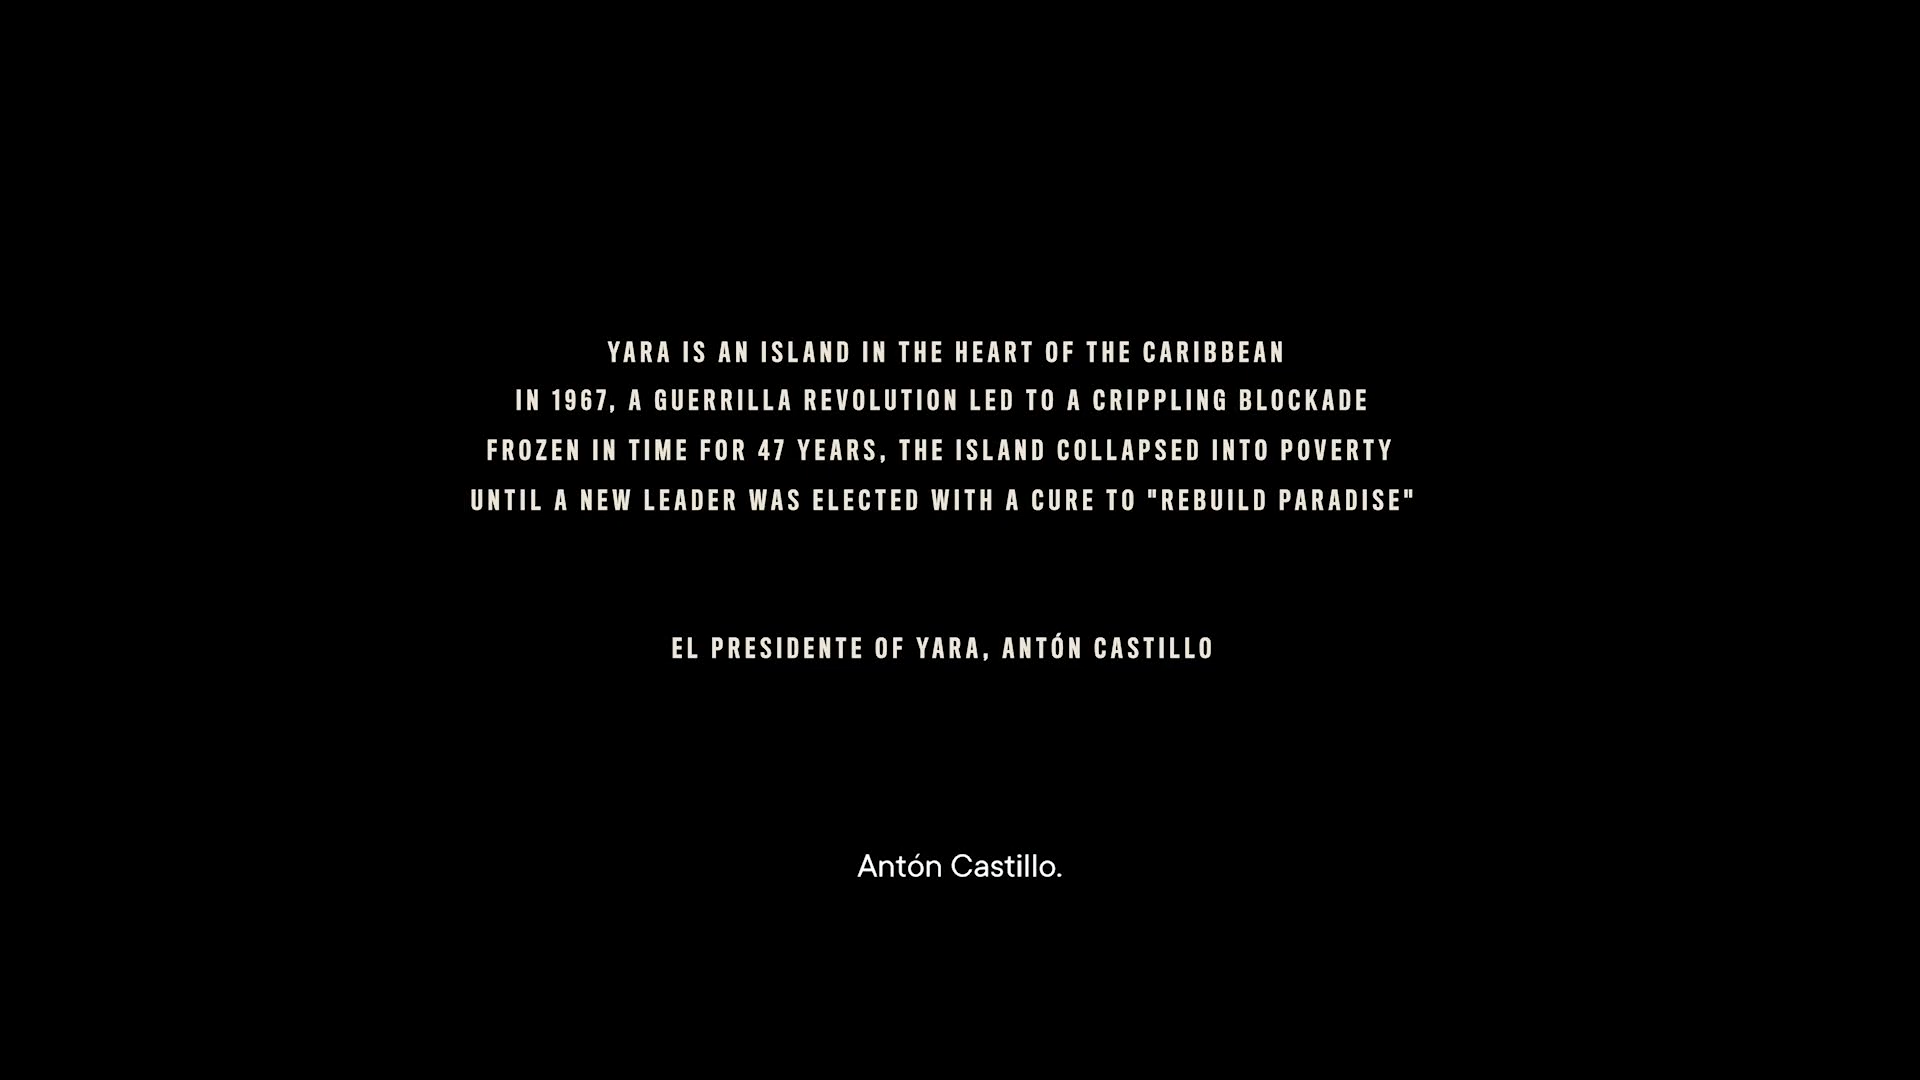 YARA IS AN ISLAND IN THE HEART OF THE CARIBBEAN
IN 1967, A GUERRILLA REVOLUTION LED TO A CRIPPLING BLOCKADE
FROZEN IN TIME FOR 47 YEARS, THE ISLAND COLLAPSED INTO POVERTY
UNTIL A NEW LEADER WAS ELECTED WITH A CURE TO "REBUILD PARADISE"
EL PRESIDENTE OF YARA, ANTÓN CASTILLO
Antón Castillo.